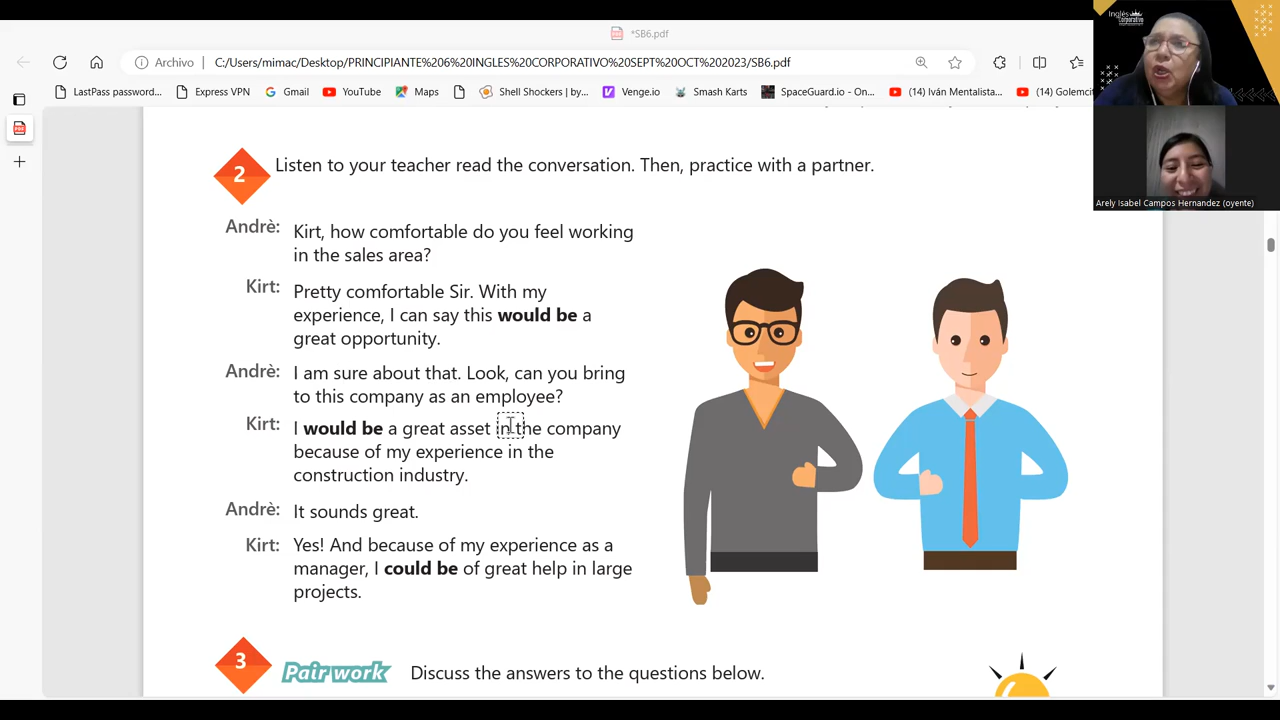 *SB6.pdf
Archivo C:/Users/mimac/Desktop/PRINCIPIANTE%206%20INGLES%20CORPORATIVO%20SEPT%20OCT%202023/SB6.pdf
LastPass password... Express VPN Gmail YouTube Maps Shell Shockers | by... Venge.io Smash Karts SpaceGuard.io - On... (14) Iván Mentalista... (14) Golemcit
Inglés
Corporativo
Arely Isabel Campos Hernandez (oyente)
2 Listen to your teacher read the conversation. Then, practice with a partner.
Andrè: Kirt, how comfortable do you feel working
in the sales area?
Kirt: Pretty comfortable Sir. With my
experience, I can say this would be a
great opportunity.
Andrè: I am sure about that. Look, can you bring
to this company as an employee?
Kirt: I would be a great asset in the company
because of my experience in the
construction industry.
Andrè: It sounds great.
Kirt: Yes! And because of my experience as a
manager, I could be of great help in large
projects.
3 Pair work Discuss the answers to the questions below.